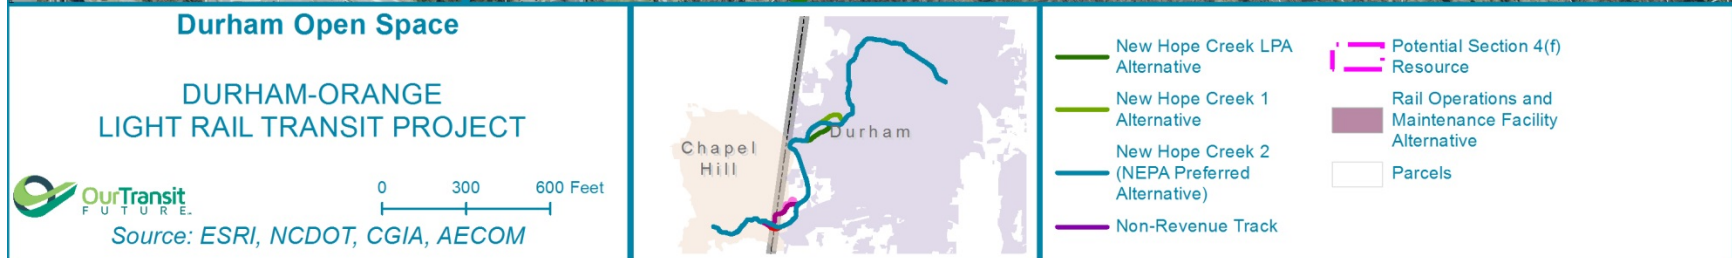 Durham Open Space
DURHAM-ORANGE
LIGHT RAIL TRANSIT PROJECT
OurTransit
FUTURE
0 300 600 Feet
Source: ESRI, NCDOT, CGIA, AECOM
Chapel
Hill
Durham
New Hope Creek LPA
Alternative
New Hope Creek 1
Alternative
New Hope Creek 2
(NEPA Preferred
Alternative)
Non-Revenue Track
Potential Section 4(f)
Resource
Rail Operations and
Maintenance Facility
Alternative
Parcels